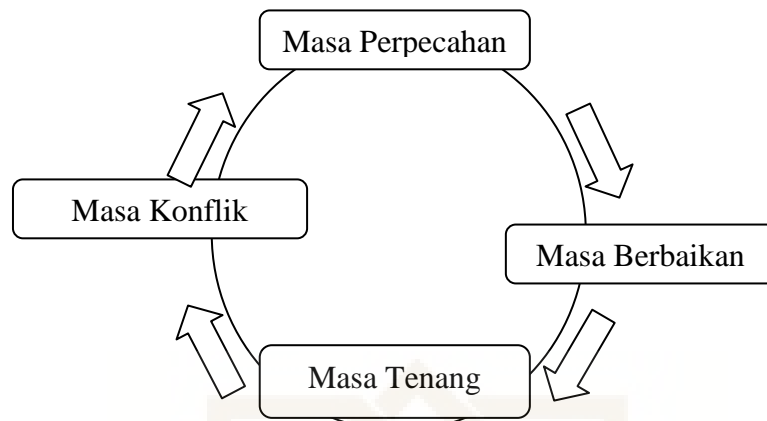 Masa Perpecahan
Masa Konflik
Masa Berbaikan
Masa Tenang